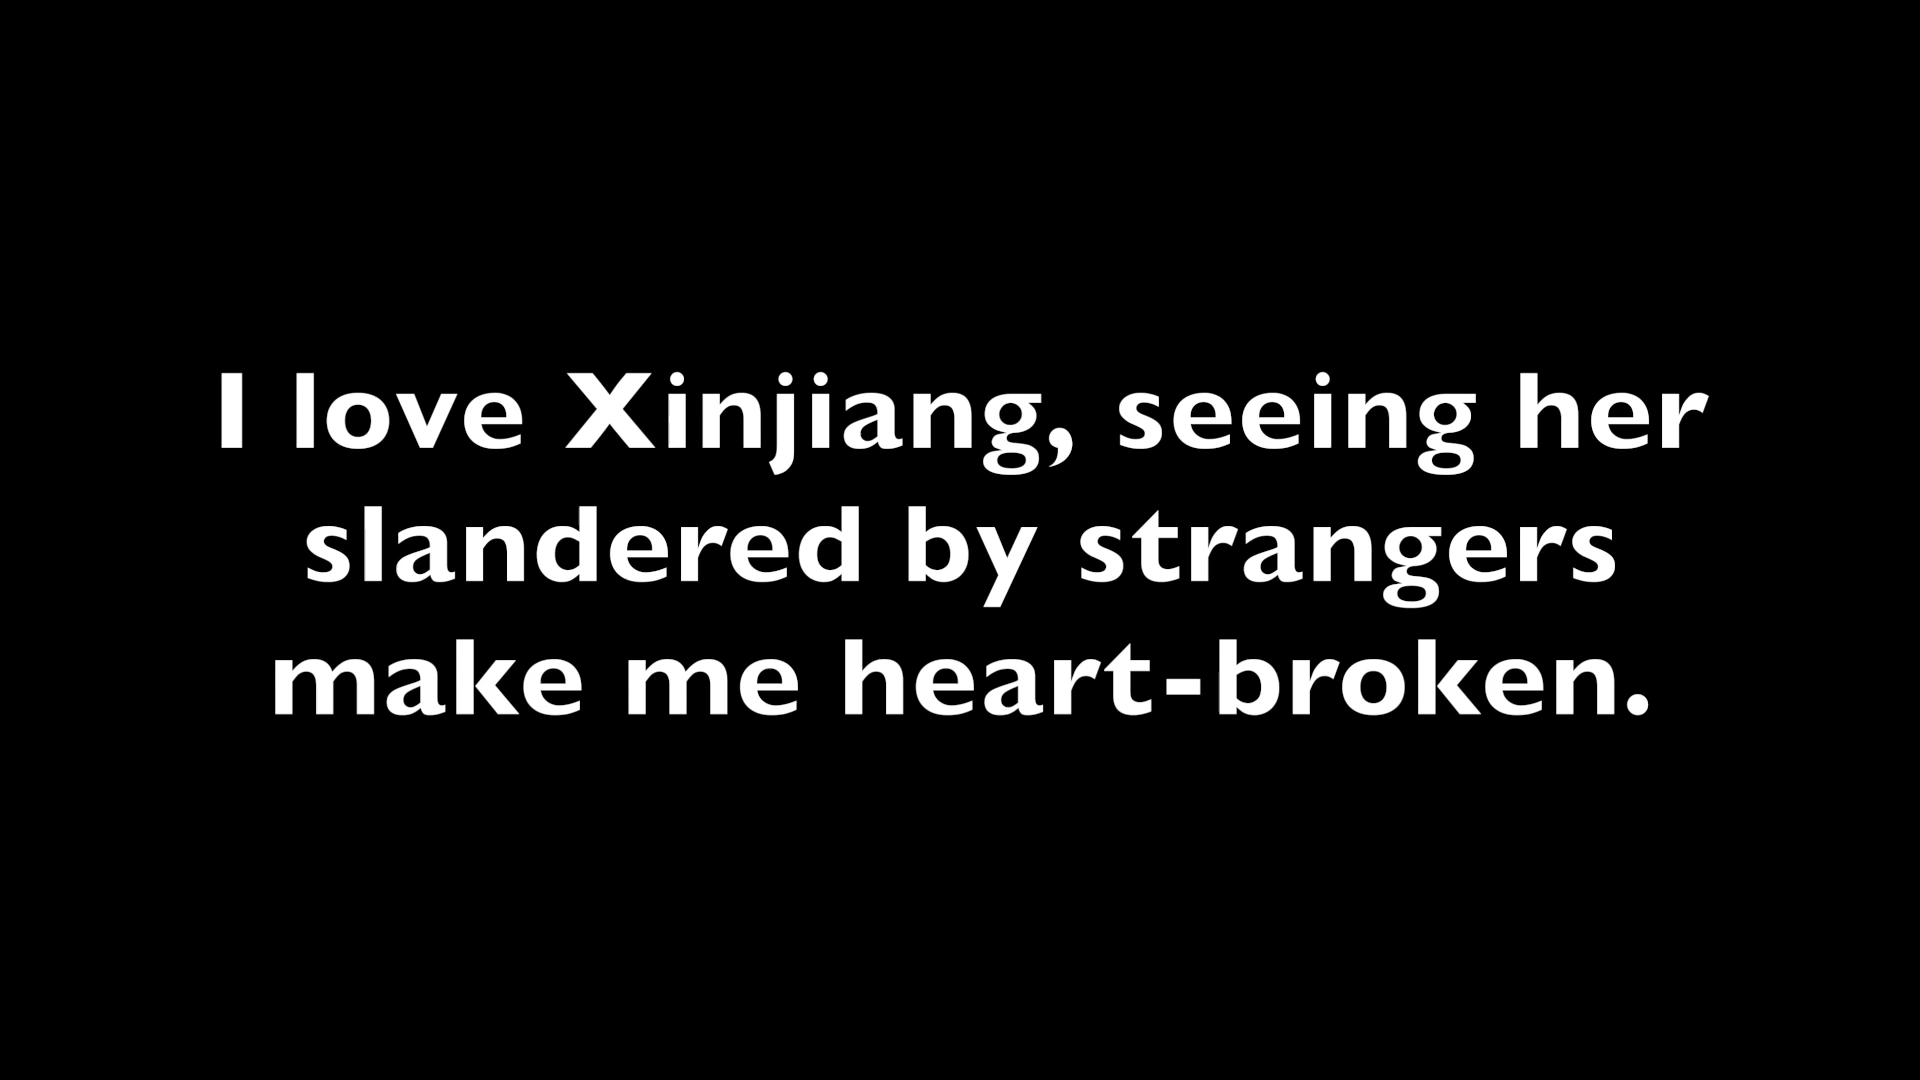 I love Xinjiang, seeing her
slandered by strangers
make me heart-broken.